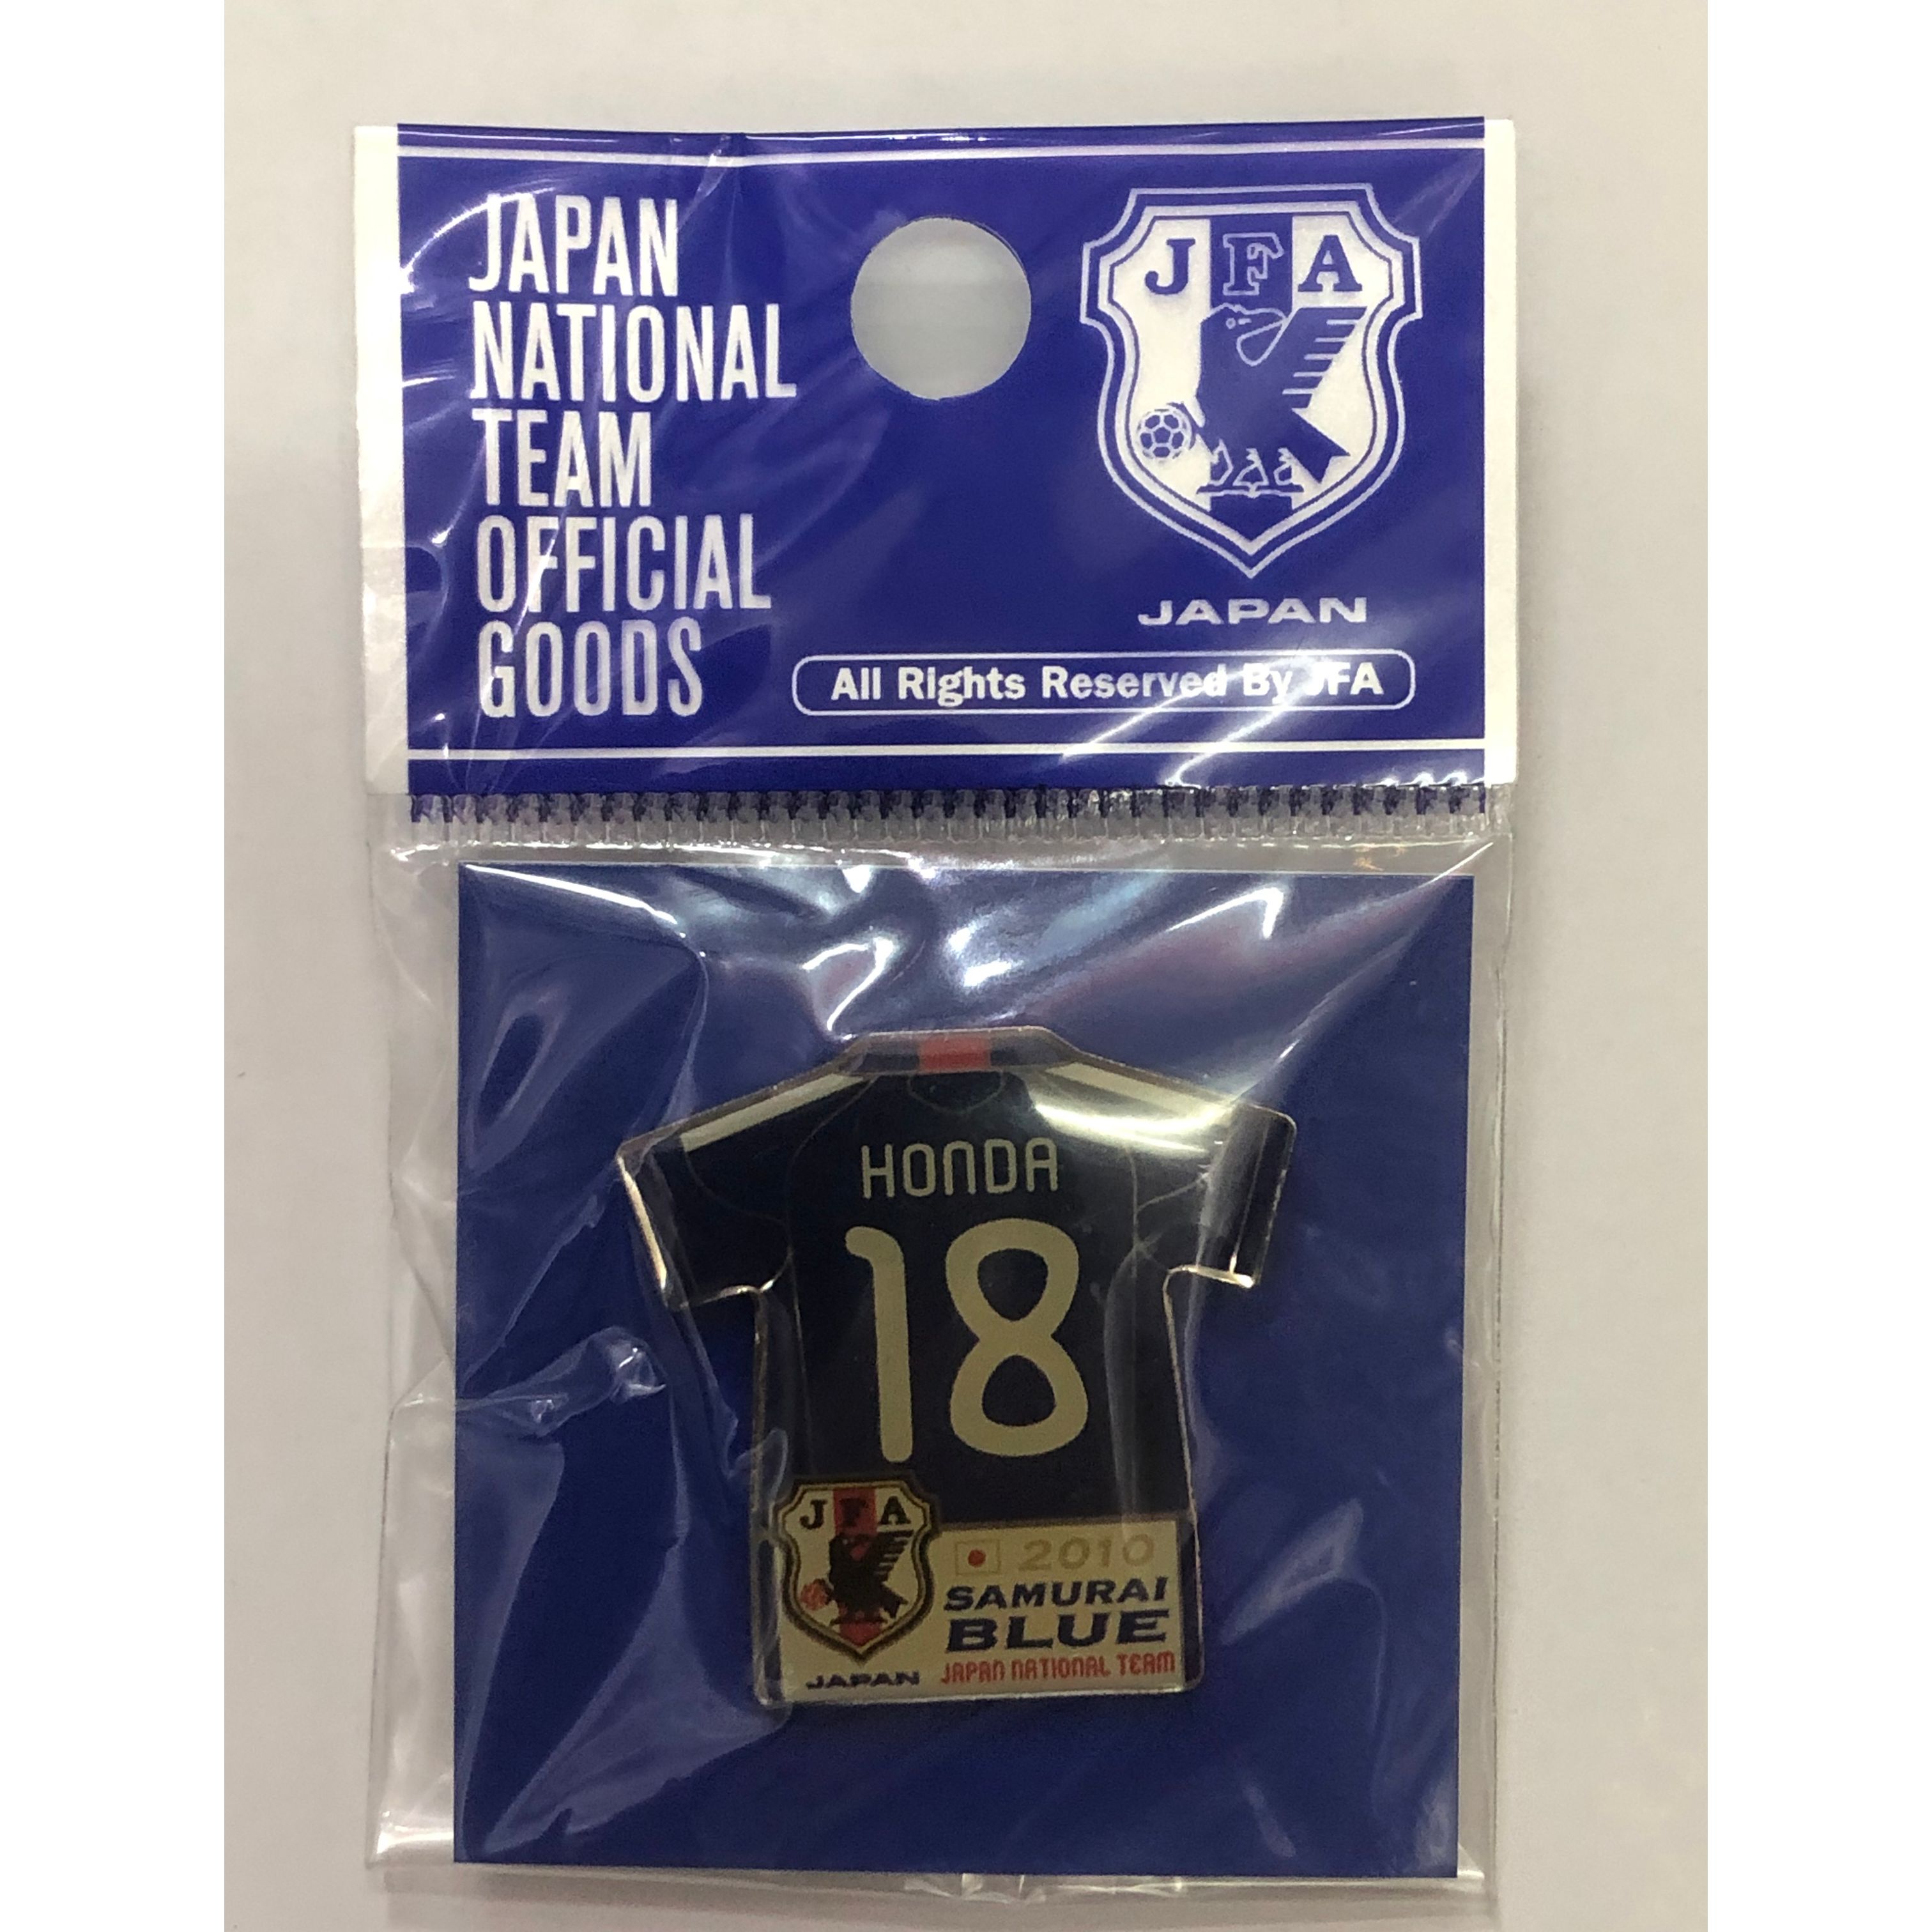 JAPAN
NATIONAL
TEAM
OFFICIAL
GOODS
JFA
JAPAN
All Rights Reserved By JFA
HONDA
18
JFA
JAPAN
2010
SAMURAI
BLUE
JAPAN NATIONAL TEAM